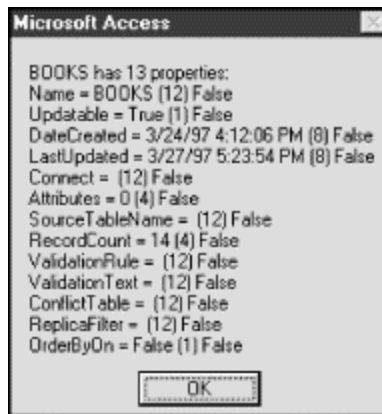 Microsoft Access
BOOKS has 13 properties:
Name = BOOKS (12) False
Updatable = True (1) False
DateCreated = 3/24/97 4:12:06 PM (8) False
LastUpdated = 3/27/97 5:23:54 PM (8) False
Connect = (12) False
Attributes = 0 (4) False
SourceTableName = (12) False
RecordCount = 14 (4) False
ValidationRule = (12) False
ValidationText = (12) False
ConflictTable = (12) False
ReplicaFilter = (12) False
OrderByOn = False (1) False
OK